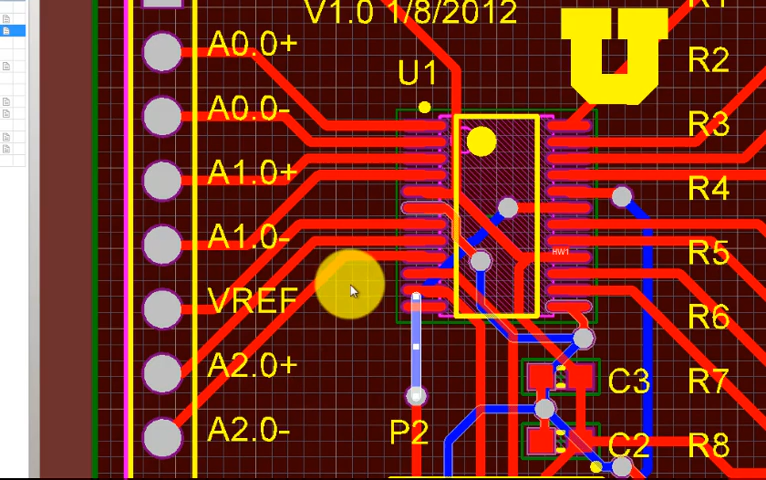 V1.0 1/8/2012
A0.0+
U1
U
R2
A0.0-
R3
A1.0+
R4
A1.0-
HW1
R5
VREF
R6
A2.0+
C3
R7
A2.0-
P2
C2
R8